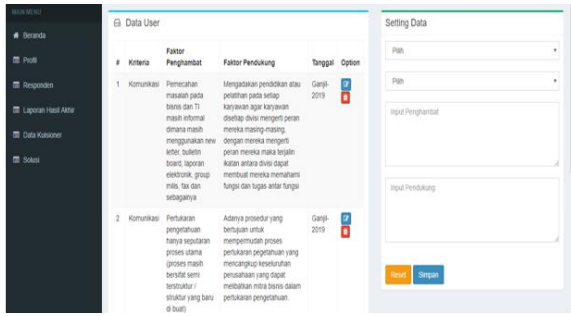 MAIN MENU
Beranda
Profil
Responden
Laporan Hasil Akhir
Data Kuisioner
Solusi
Data User
# Kriteria Faktor Penghambat Faktor Pendukung Tanggal Option
1 Komunikasi
Pemecahan
masalah pada
bisnis dan TI
masih informal
dimana masih
menggunakan new
letter, bulletin
board, laporan
elektronik, group
milis, fax dan
sebagainya
Mengadakan pendidikan atau
pelatihan pada setiap
karyawan agar karyawan
disetiap divisi mengerti peran
mereka masing-masing,
dengan mereka mengerti
peran mereka maka terjalin
ikatan antara divisi dapat
membuat mereka memahami
fungsi dan tugas antar fungsi
Ganjil-
2019
2 Komunikasi
Pertukaran
pengetahuan
hanya seputaran
proses utama
(proses masih
bersifat semi
terstruktur /
struktur yang baru
di buat)
Adanya prosedur yang
bertujuan untuk
mempermudah proses
pertukaran pegetahuan yang
mencangkup keseluruhan
perusahaan yang dapat
melibatkan mitra bisnis dalam
pertukaran pengetahuan.
Ganjil-
2019
Setting Data
Pilih
Pilih
Input Penghambat
Input Pendukung
Reset Simpan